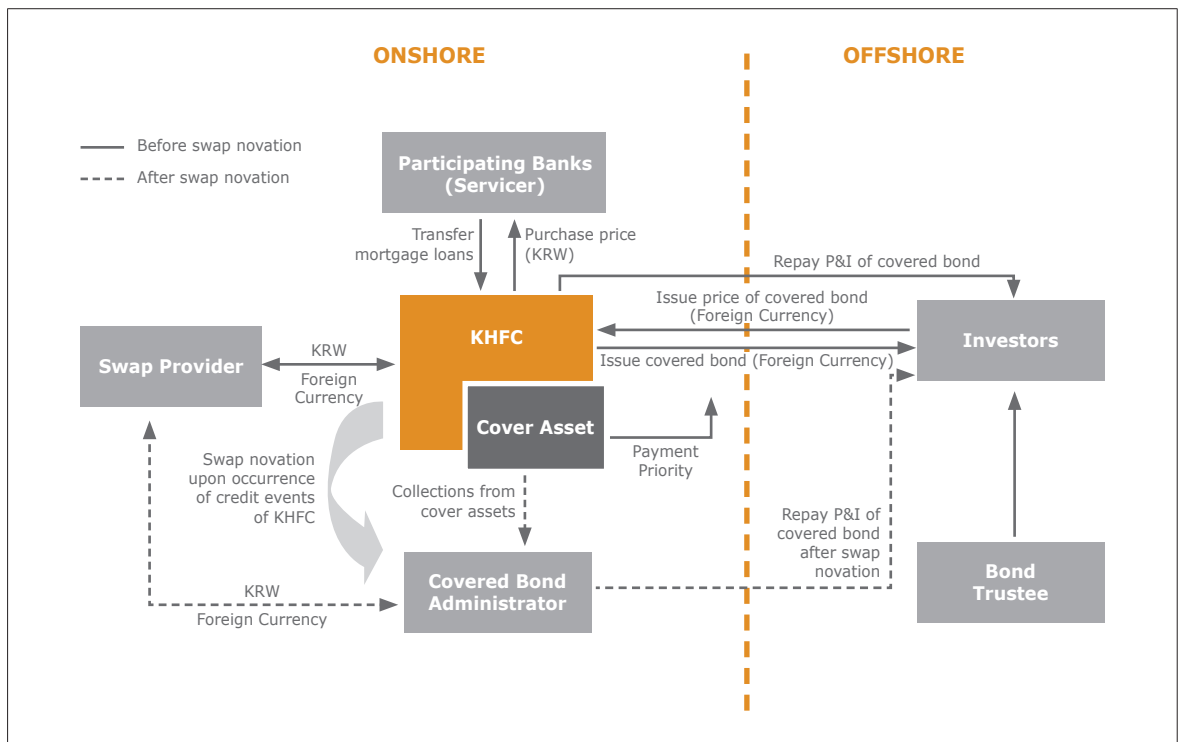 ONSHORE
OFFSHORE
Before swap novation
After swap novation
Participating Banks
(Servicer)
Transfer
mortgage loans
Purchase price
(KRW)
Repay P&I of covered bond
Issue price of covered bond
(Foreign Currency)
KHFC
Investors
Swap Provider
KRW
Foreign
Currency
Issue covered bond (Foreign Currency)
Cover Asset
Payment
Priority
Swap novation
upon occurrence
of credit events
of KHFC
Collections from
cover assets
Repay P&I of
covered bond
after swap
novation
Covered Bond
Administrator
Bond
Trustee
KRW
Foreign Currency